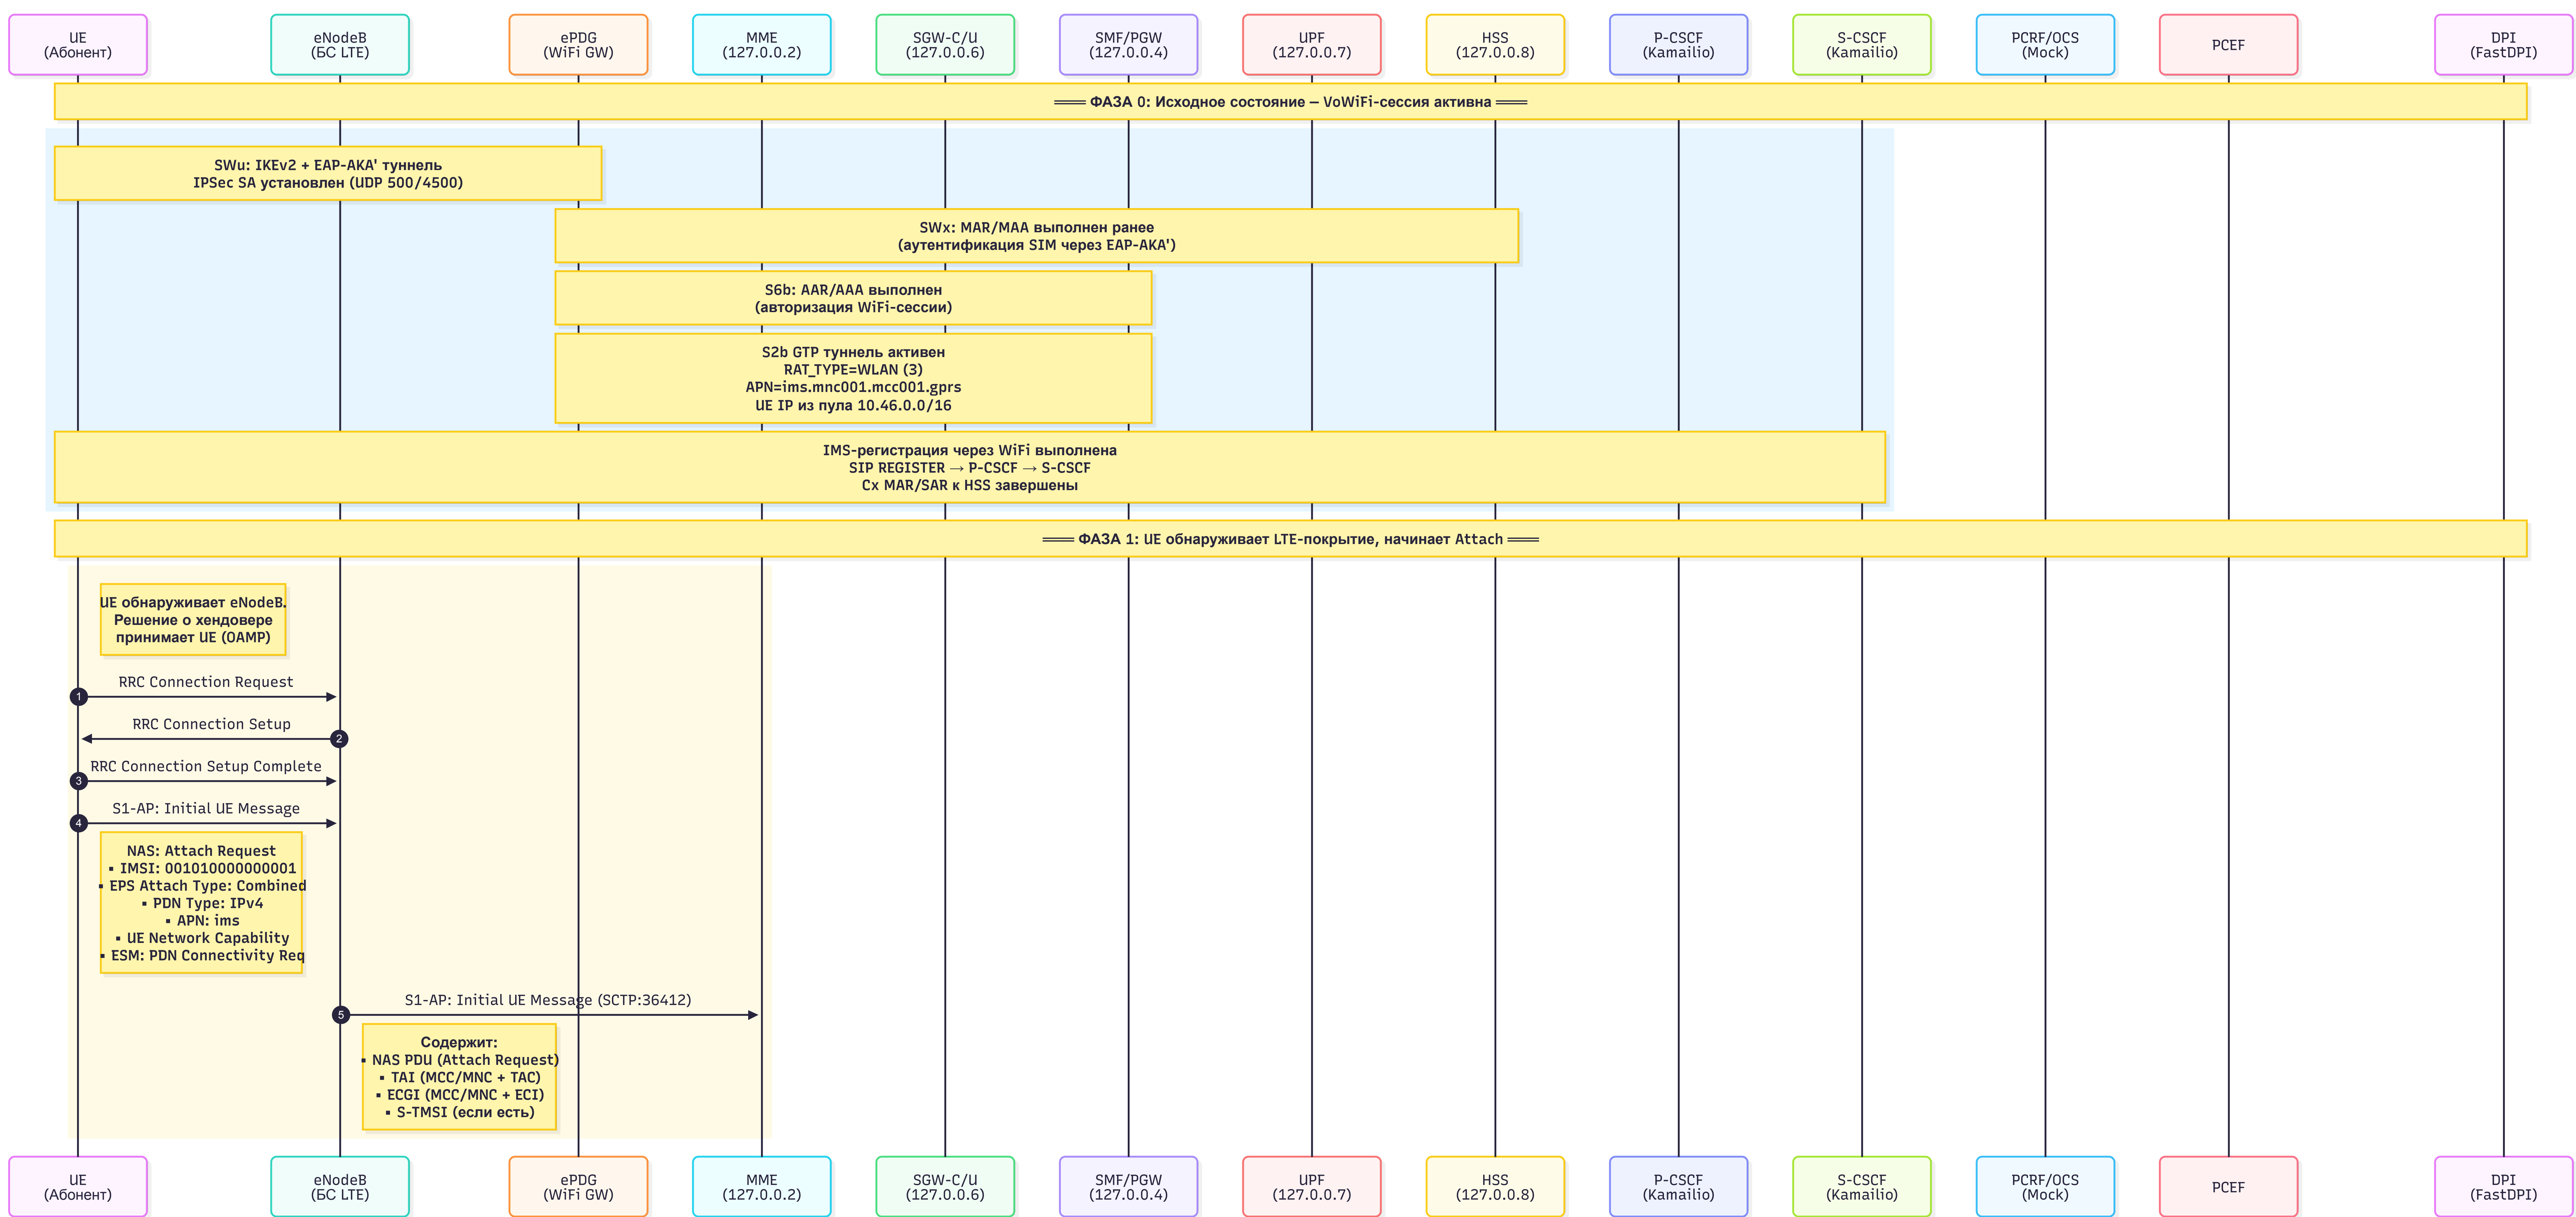 UE
(Абонент)
eNodeB
(БС LTE)
ePDG
(WiFi GW)
MME
(127.0.0.2)
SGW-C/U
(127.0.0.6)
SMF/PGW
(127.0.0.4)
UPF
(127.0.0.7)
HSS
(127.0.0.8)
P-CSCF
(Kamailio)
S-CSCF
(Kamailio)
PCRF/OCS
(Mock)
PCEF
DPI
(FastDPI)
═══ ФАЗА 0: Исходное состояние — VoWiFi-сессия активна ═══
SWu: IKEv2 + EAP-AKA' туннель
IPSec SA установлен (UDP 500/4500)
SWx: MAR/MAA выполнен ранее
(аутентификация SIM через EAP-AKA')
S6b: AAR/AAA выполнен
(авторизация WiFi-сессии)
S2b GTP туннель активен
RAT_TYPE=WLAN (3)
APN=ims.mnc001.mcc001.gprs
UE IP из пула 10.46.0.0/16
IMS-регистрация через WiFi выполнена
SIP REGISTER → P-CSCF → S-CSCF
Cx MAR/SAR к HSS завершены
═══ ФАЗА 1: UE обнаруживает LTE-покрытие, начинает Attach ═══
UE обнаруживает eNodeB.
Решение о хендовере
принимает UE (OAMP)
RRC Connection Request
1
RRC Connection Setup
2
RRC Connection Setup Complete
3
S1-AP: Initial UE Message
4
NAS: Attach Request
▪ IMSI: 001010000000001
▪ EPS Attach Type: Combined
▪ PDN Type: IPv4
▪ APN: ims
▪ UE Network Capability
▪ ESM: PDN Connectivity Req
S1-AP: Initial UE Message (SCTP:36412)
5
Содержит:
▪ NAS PDU (Attach Request)
▪ TAI (MCC/MNC + TAC)
▪ ECGI (MCC/MNC + ECI)
▪ S-TMSI (если есть)
UE
(Абонент)
eNodeB
(БС LTE)
ePDG
(WiFi GW)
MME
(127.0.0.2)
SGW-C/U
(127.0.0.6)
SMF/PGW
(127.0.0.4)
UPF
(127.0.0.7)
HSS
(127.0.0.8)
P-CSCF
(Kamailio)
S-CSCF
(Kamailio)
PCRF/OCS
(Mock)
PCEF
DPI
(FastDPI)